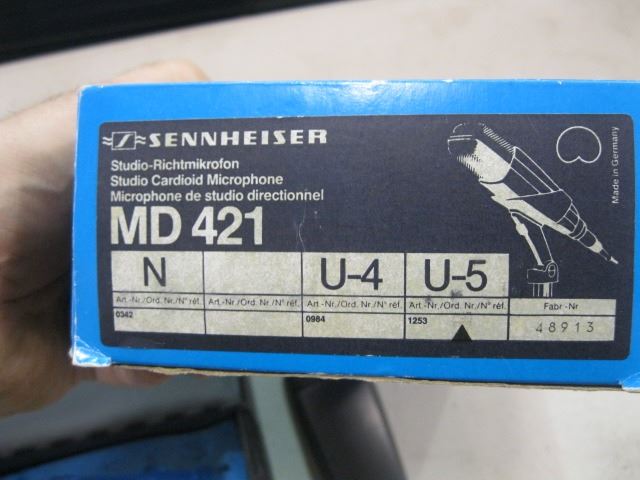 SENNHEISER
Studio-Richtmikrofon
Studio Cardioid Microphone
Microphone de studio directionnel
MD 421
N U-4 U-5
Art.-Nr./Ord. Nr./N° réf. Art.-Nr./Ord. Nr./N° réf. Art.-Nr./Ord. Nr./N° réf. Art.-Nr./Ord. Nr./N° réf. Fabr.-Nr
0342 0984 1253 48913
Made in Germany